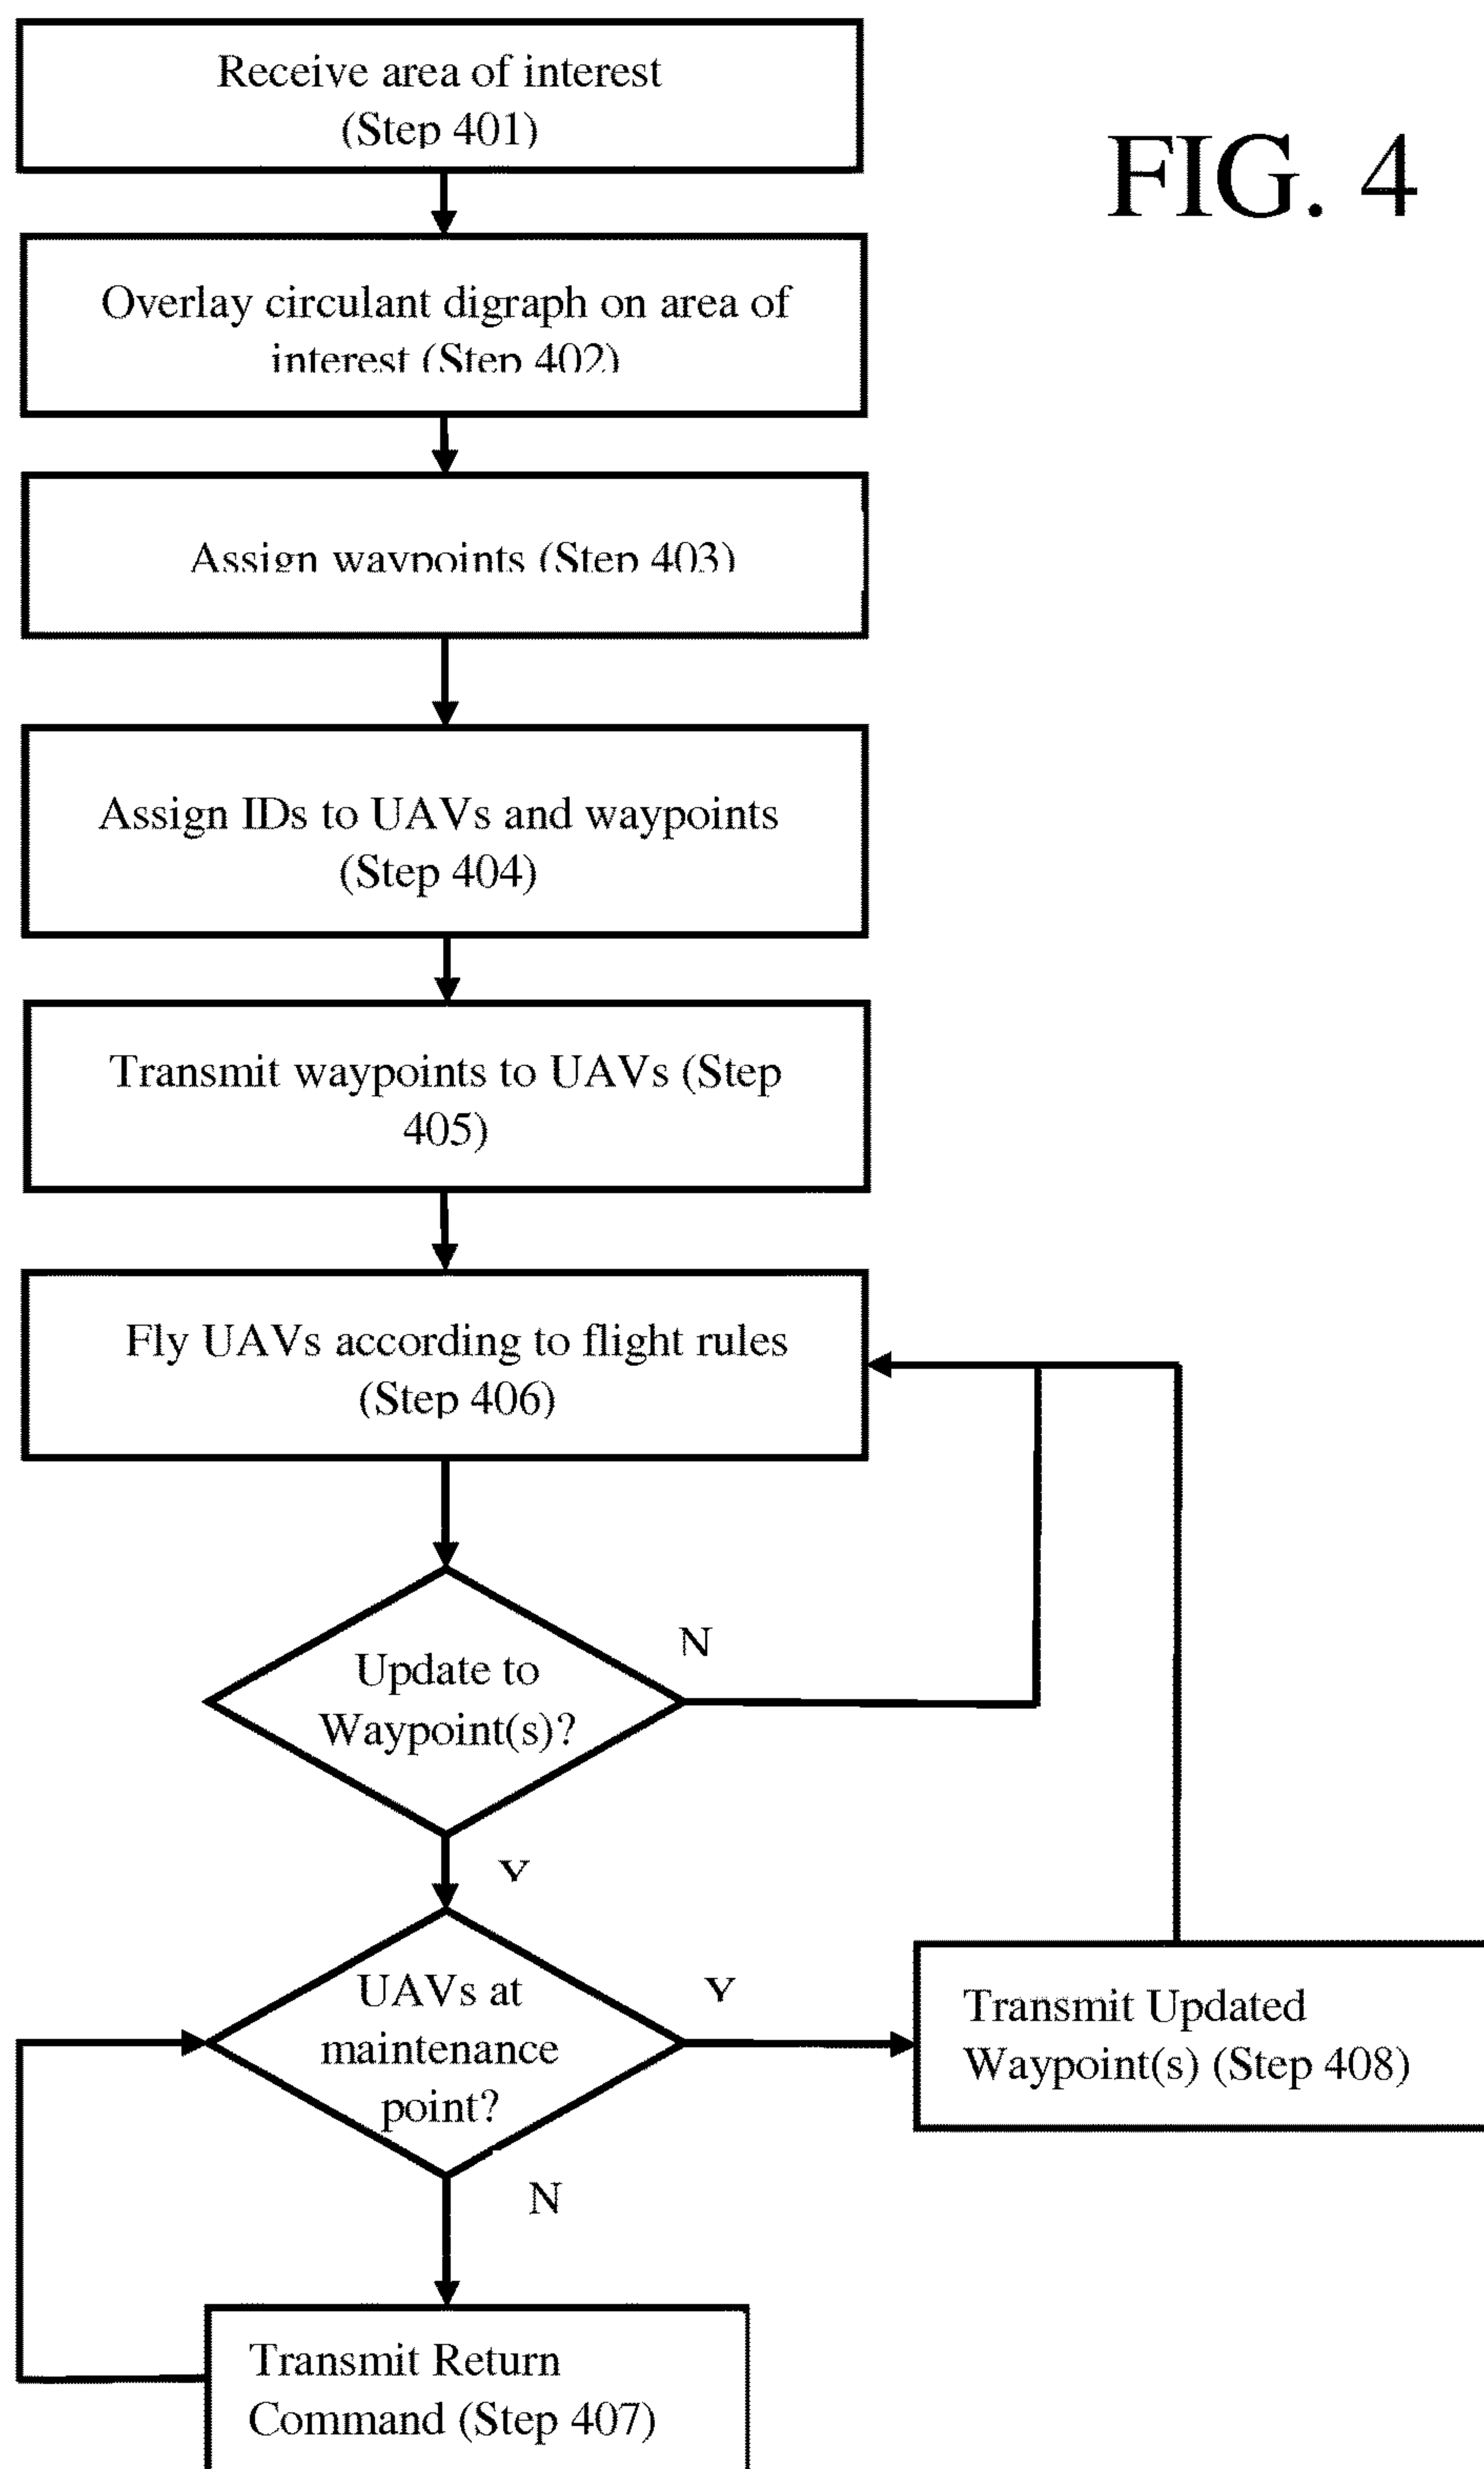 Receive area of interest
(Step 401)
FIG. 4
Overlay circulant digraph on area of
interest (Step 402)
Assign waypoints (Step 403)
Assign IDs to UAVs and waypoints
(Step 404)
Transmit waypoints to UAVs (Step
405)
Fly UAVs according to flight rules
(Step 406)
N
Update to
Waypoint(s)?
Y
UAVs at
maintenance
point?
Y
Transmit Updated
Waypoint(s) (Step 408)
N
Transmit Return
Command (Step 407)